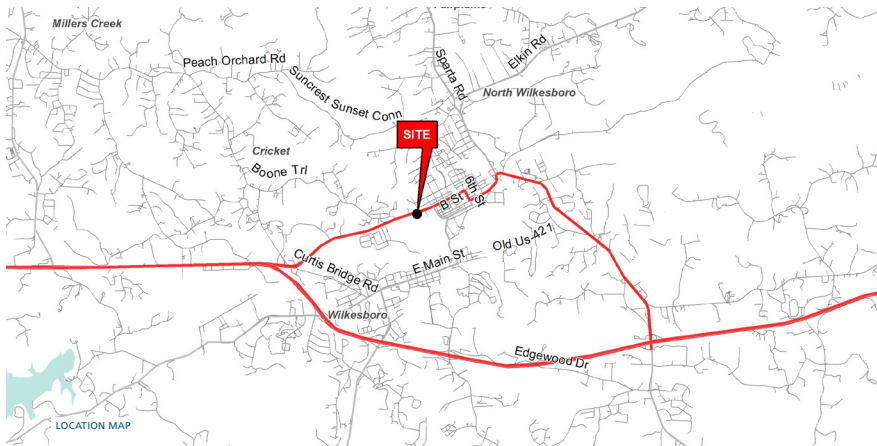 Millers Creek
Peach Orchard Rd
Suncrest Sunset Conn
Sparta Rd
Elkin Rd
North Wilkesboro
SITE
Cricket
Boone Trl
6th St
B St
Old Us 421
E Main St
Curtis Bridge Rd
Wilkesboro
Edgewood Dr
LOCATION MAP